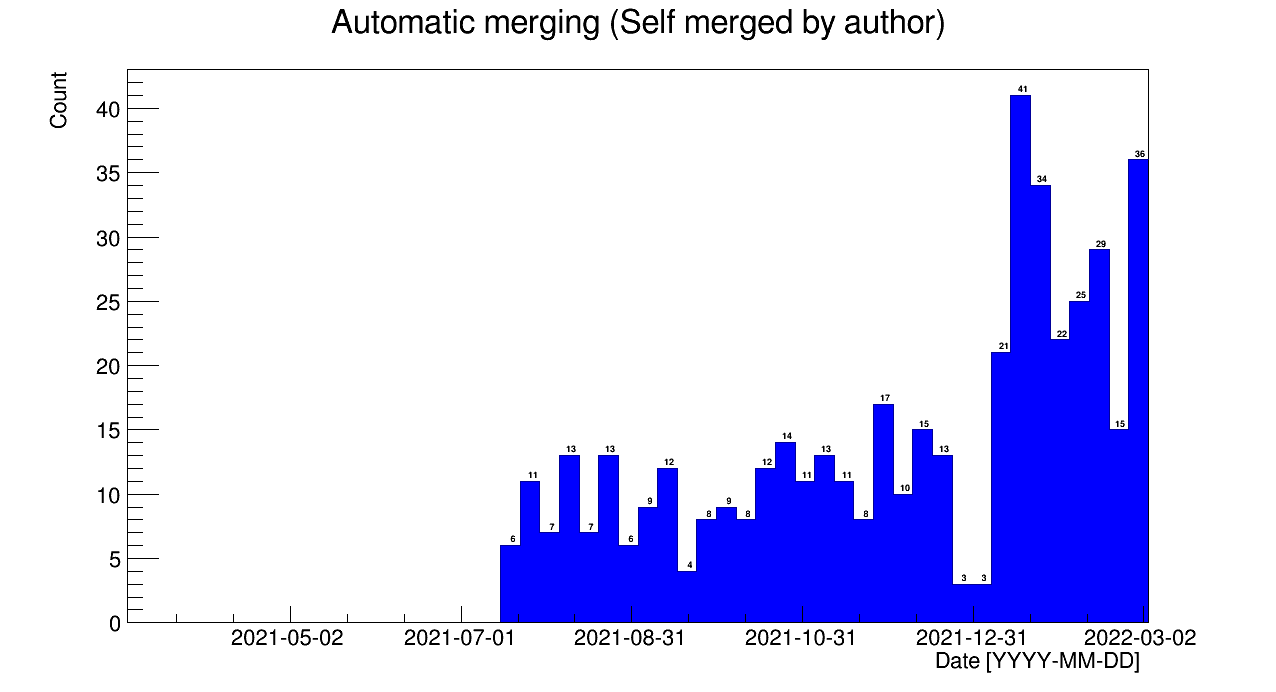 Automatic merging (Self merged by author)
Count
40
35
30
25
20
15
10
5
0
6 11 7 13 7 13 6 9 12 4 8 9 8 12 14 11 13 11 8 17 10 15 13 3 3 21 41 34 22 25 29 15 36
2021-05-02 2021-07-01 2021-08-31 2021-10-31 2021-12-31 2022-03-02
Date [YYYY-MM-DD]